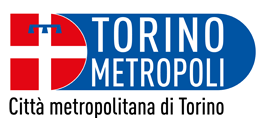 TORINO
METROPOLI
Città metropolitana di Torino